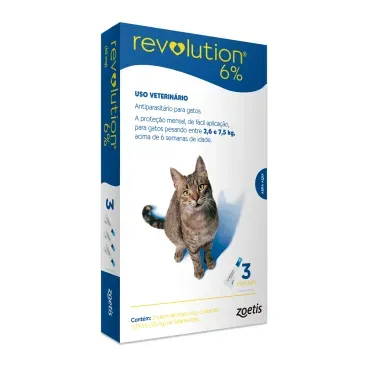 revolution®
6%
USO VETERINÁRIO
Antiparasitário para gatos.
A proteção mensal, de fácil aplicação,
para gatos pesando entre 2,6 e 7,5 kg,
acima de 6 semanas de idade.
3
zoetis
Contém:
revolution®
6%
3
zoetis